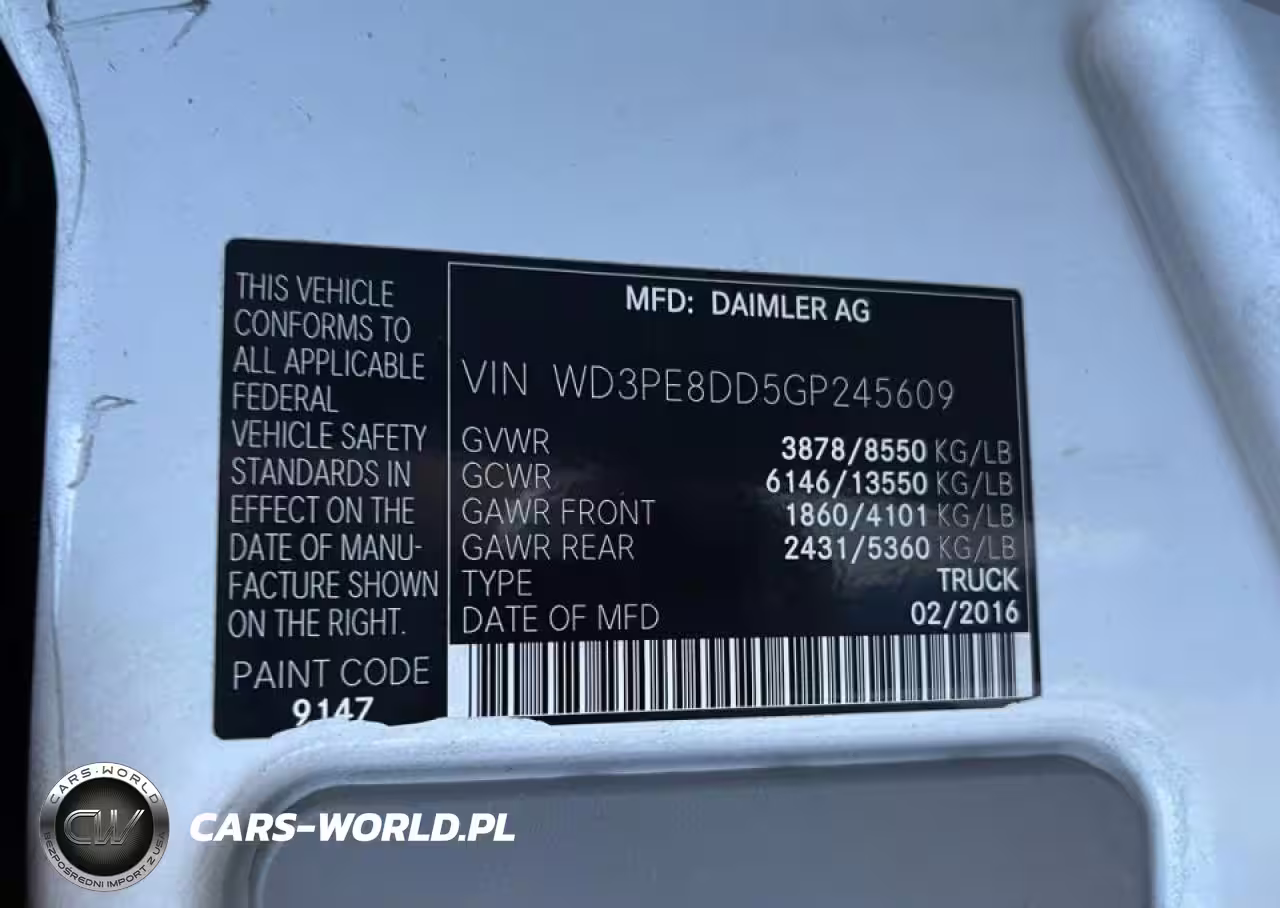 THIS VEHICLE
CONFORMS TO
ALL APPLICABLE
FEDERAL
VEHICLE SAFETY
STANDARDS IN
EFFECT ON THE
DATE OF MANU-
FACTURE SHOWN
ON THE RIGHT.
PAINT CODE
9147
MFD: DAIMLER AG
VIN WD3PE8DD5GP245609
GVWR 3878/8550 KG/LB
GCWR 6146/13550 KG/LB
GAWR FRONT 1860/4101 KG/LB
GAWR REAR 2431/5360 KG/LB
TYPE TRUCK
DATE OF MFD 02/2016
CARS-WORLD
CW
BEZPOŚREDNI IMPORT Z USA
CARS-WORLD.PL